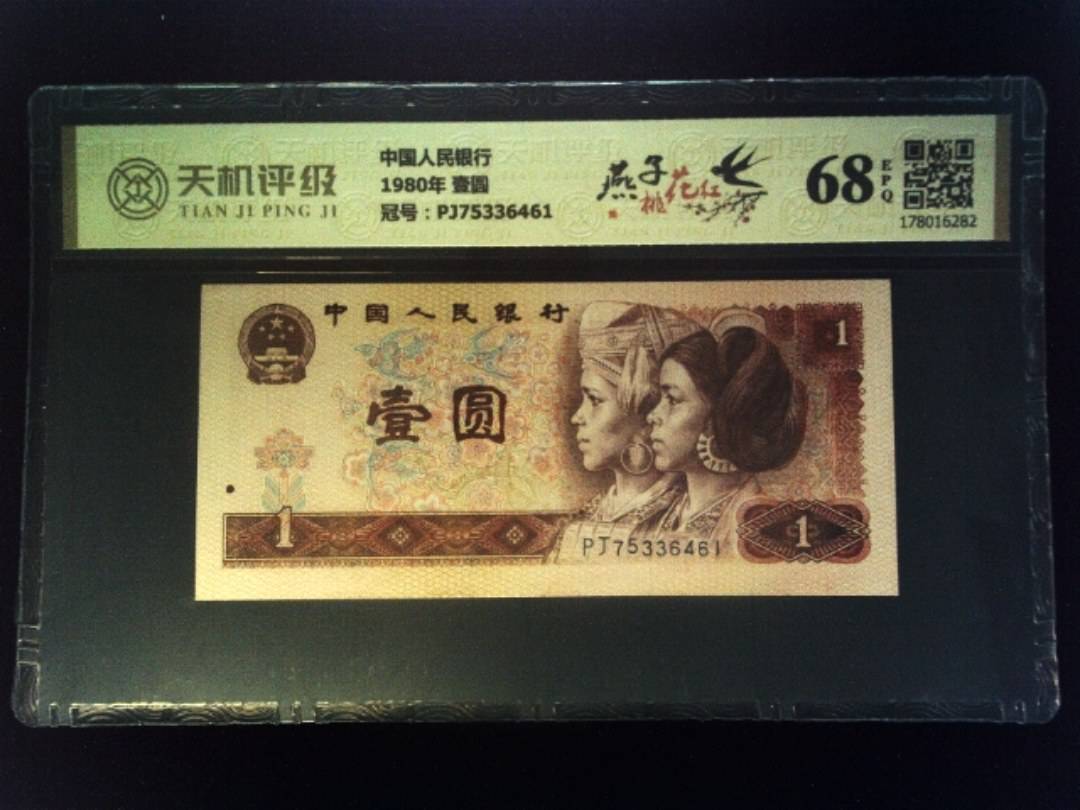 天机评级
TIAN JI PING JI
中国人民银行
1980年 壹圆
冠号：PJ75336461
燕子
桃花红
68
EPQ
178016282
中国人民银行
1
壹圆
1
PJ75336461
1